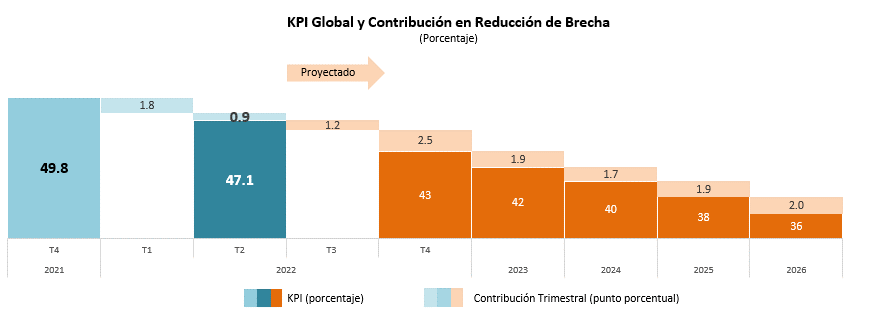 KPI Global y Contribución en Reducción de Brecha
(Porcentaje)
Proyectado
1.8
0.9
1.2
49.8
47.1
2.5
43
1.9
42
1.7
40
1.9
38
2.0
36
T4 T1 T2 T3 T4
2021 2022 2023 2024 2025 2026
KPI (porcentaje) Contribución Trimestral (punto porcentual)